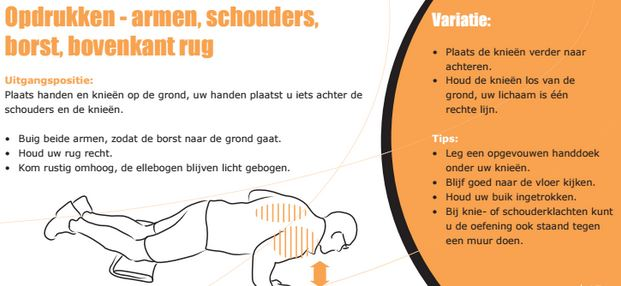 Opdrukken - armen, schouders,
borst, bovenkant rug
Uitgangspositie:
Plaats handen en knieën op de grond, uw handen plaatst u iets achter de
schouders en de knieën.
• Buig beide armen, zodat de borst naar de grond gaat.
• Houd uw rug recht.
• Kom rustig omhoog, de ellebogen blijven licht gebogen.
Variatie:
• Plaats de knieën verder naar
achteren.
• Houd de knieën los van de
grond, uw lichaam is één
rechte lijn.
Tips:
• Leg een opgevouwen handdoek
onder uw knieën.
• Blijf goed naar de vloer kijken.
• Houd uw buik ingetrokken.
• Bij knie- of schouderklachten kunt
u de oefening ook staand tegen
een muur doen.